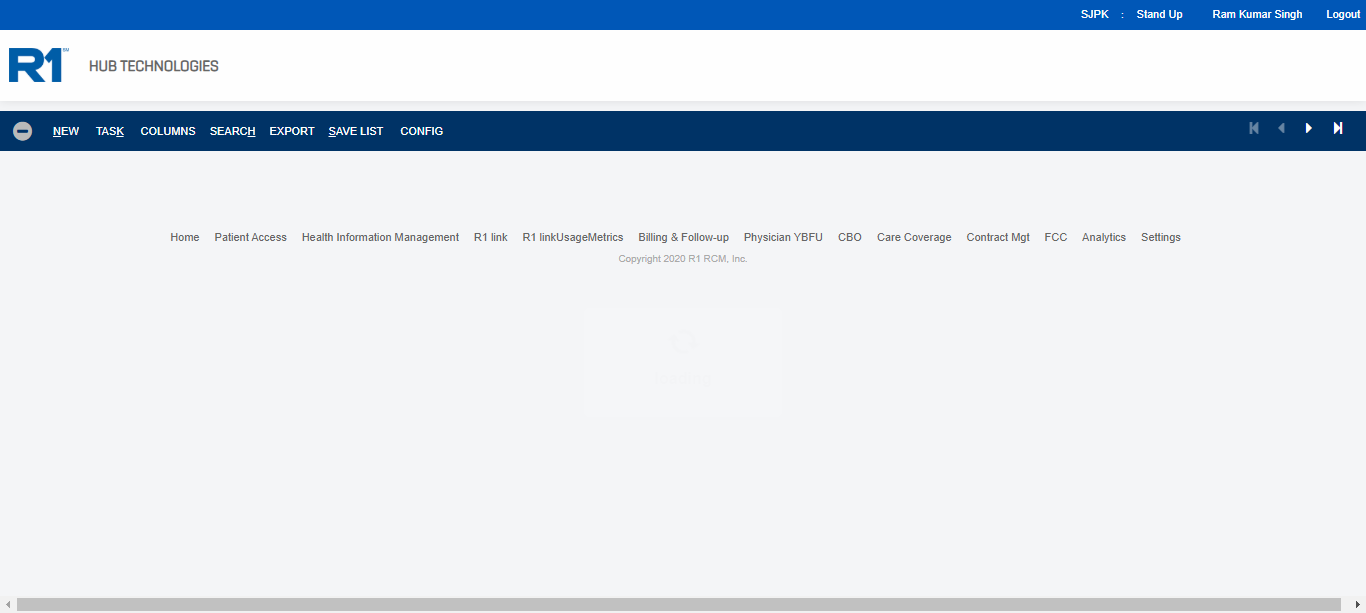 SJPK : Stand Up Ram Kumar Singh Logout
R1 SM HUB TECHNOLOGIES
NEW TASK COLUMNS SEARCH EXPORT SAVE LIST CONFIG
Home Patient Access Health Information Management R1 link R1 linkUsageMetrics Billing & Follow-up Physician YBFU CBO Care Coverage Contract Mgt FCC Analytics Settings
Copyright 2020 R1 RCM, Inc.